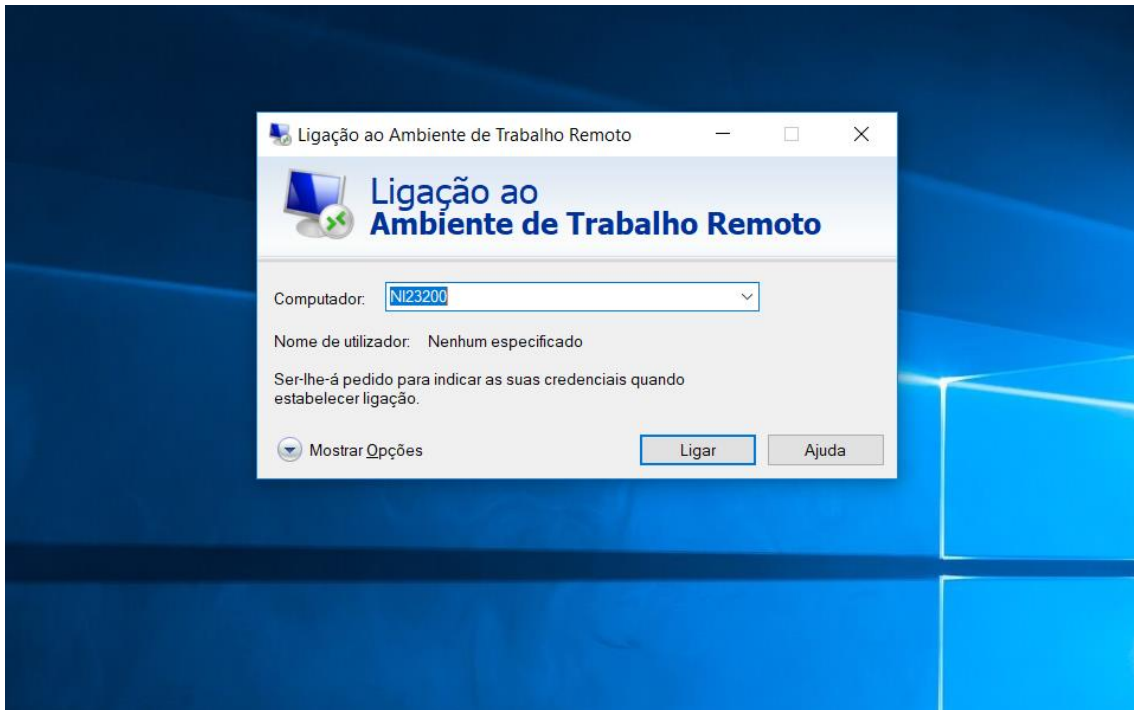 Ligação ao Ambiente de Trabalho Remoto
Ligação ao
Ambiente de Trabalho Remoto
Computador: NI23200
Nome de utilizador: Nenhum especificado
Ser-lhe-á pedido para indicar as suas credenciais quando
estabelecer ligação.
Mostrar Opções Ligar Ajuda